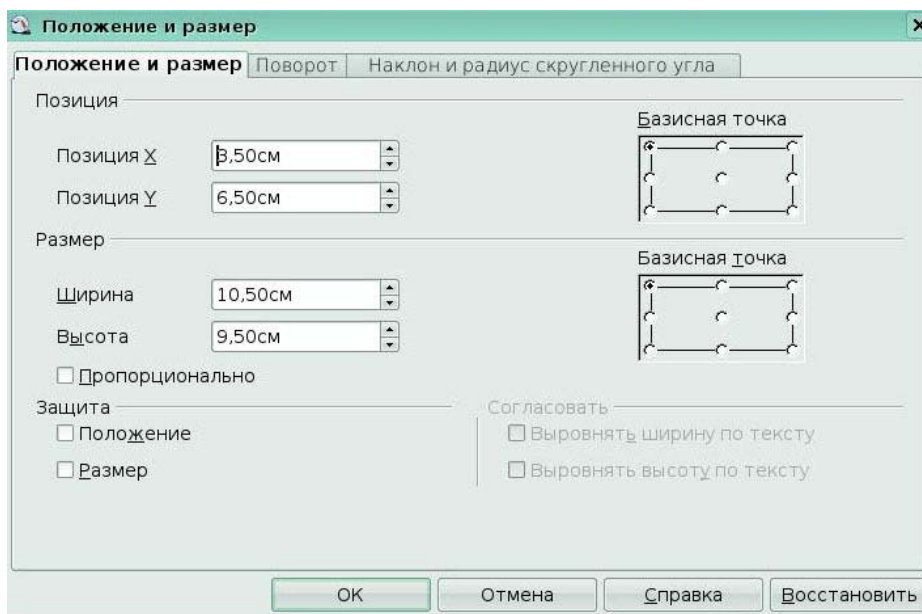 Положение и размер
Положение и размер Поворот Наклон и радиус скругленного угла
Позиция
Базисная точка
Позиция X 3,50см
Позиция Y 6,50см
Размер
Базисная точка
Ширина 10,50см
Высота 9,50см
Пропорционально
Защита Согласовать
Положение Выровнять ширину по тексту
Размер Выровнять высоту по тексту
OK Отмена Справка Восстановить